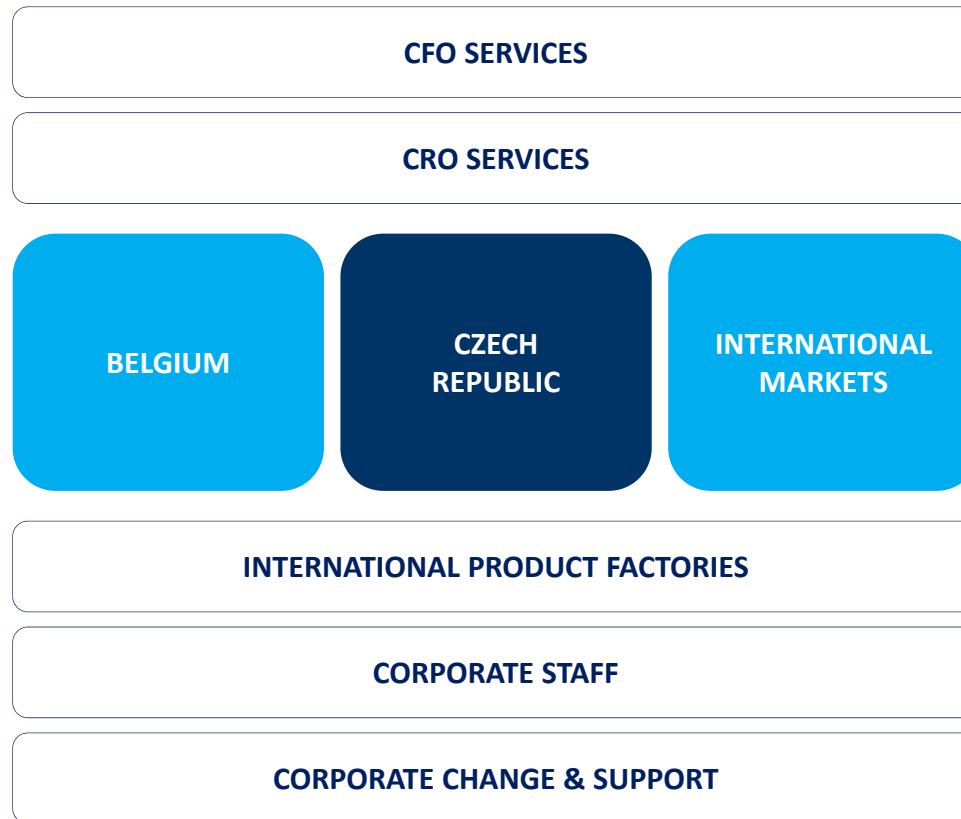 CFO SERVICES
CRO SERVICES
BELGIUM
CZECH
REPUBLIC
INTERNATIONAL
MARKETS
INTERNATIONAL PRODUCT FACTORIES
CORPORATE STAFF
CORPORATE CHANGE & SUPPORT